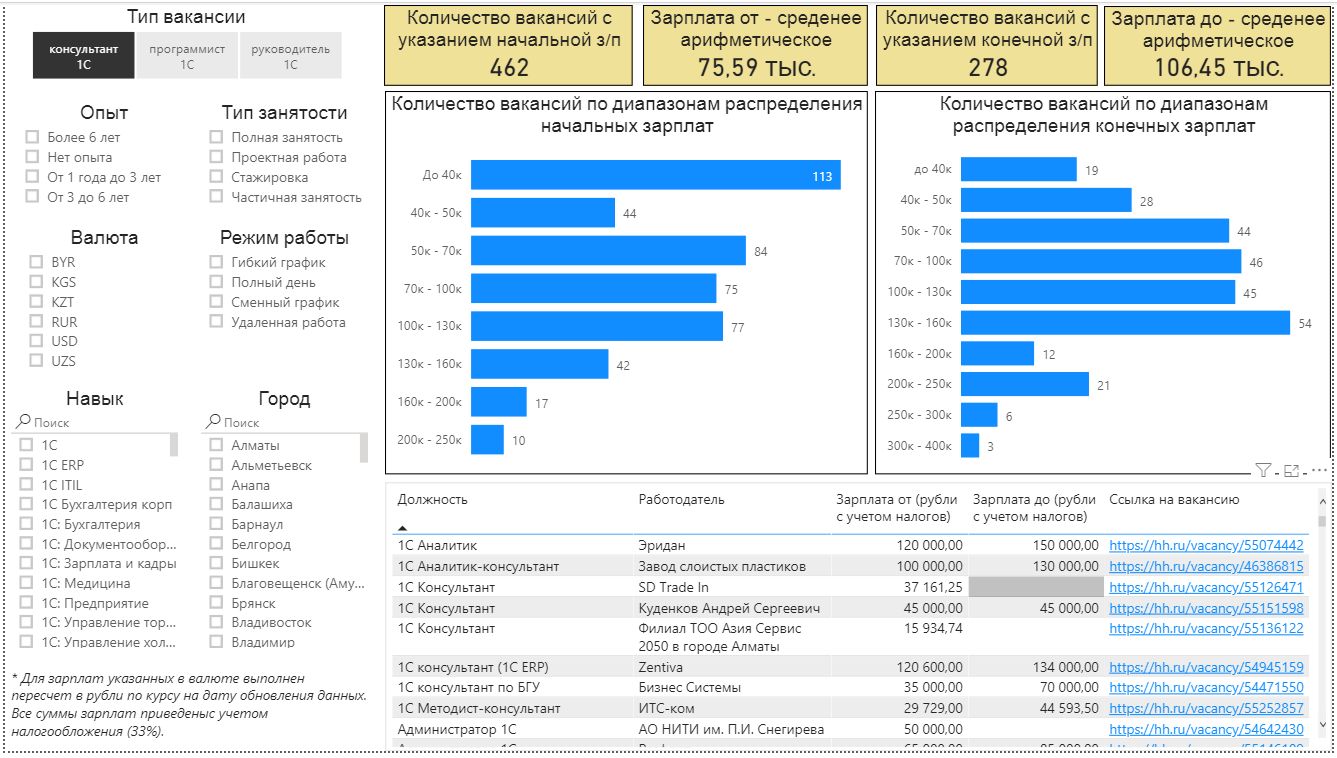 Тип вакансии
консультант
1С
программист
1С
руководитель
1С
Опыт
Более 6 лет
Нет опыта
От 1 года до 3 лет
От 3 до 6 лет
Тип занятости
Полная занятость
Проектная работа
Стажировка
Частичная занятость
Валюта
BYR
KGS
KZT
RUR
USD
UZS
Режим работы
Гибкий график
Полный день
Сменный график
Удаленная работа
Навык
Поиск
1С
1С ERP
1С ITIL
1С Бухгалтерия корп
1С: Бухгалтерия
1С: Документообор...
1С: Зарплата и кадры
1С: Медицина
1С: Предприятие
1С: Управление тор...
1С: Управление хол...
Город
Поиск
Алматы
Альметьевск
Анапа
Балашиха
Барнаул
Белгород
Бишкек
Благовещенск (Аму...
Брянск
Владивосток
Владимир
* Для зарплат указанных в валюте выполнен
пересчет в рубли по курсу на дату обновления данных.
Все суммы зарплат приведеныс учетом
налогообложения (33%).
Количество вакансий с
указанием начальной з/п
462
Зарплата от - среденее
арифметическое
75,59 тыс.
Количество вакансий с
указанием конечной з/п
278
Зарплата до - среденее
арифметическое
106,45 тыс.
Количество вакансий по диапазонам распределения
начальных зарплат
До 40к 113
40к - 50к 44
50к - 70к 84
70к - 100к 75
100к - 130к 77
130к - 160к 42
160к - 200к 17
200к - 250к 10
Количество вакансий по диапазонам
распределения конечных зарплат
до 40к 19
40к - 50к 28
50к - 70к 44
70к - 100к 46
100к - 130к 45
130к - 160к 54
160к - 200к 12
200к - 250к 21
250к - 300к 6
300к - 400к 3
Должность Работодатель Зарплата от (рубли с учетом налогов) Зарплата до (рубли с учетом налогов) Ссылка на вакансию
1С Аналитик Эридан 120 000,00 150 000,00 https://hh.ru/vacancy/55074442
1С Аналитик-консультант Завод слоистых пластиков 100 000,00 130 000,00 https://hh.ru/vacancy/46386815
1С Консультант SD Trade In 37 161,25 https://hh.ru/vacancy/55126471
1С Консультант Куденков Андрей Сергеевич 45 000,00 45 000,00 https://hh.ru/vacancy/55151598
1С Консультант Филиал ТОО Азия Сервис 15 934,74 https://hh.ru/vacancy/55136122
2050 в городе Алматы
1С консультант (1С ERP) Zentiva 120 600,00 134 000,00 https://hh.ru/vacancy/54945159
1С консультант по БГУ Бизнес Системы 35 000,00 70 000,00 https://hh.ru/vacancy/54471550
1С Методист-консультант ИТС-ком 29 729,00 44 593,50 https://hh.ru/vacancy/55252857
Администратор 1С АО НИТИ им. П.И. Снегирева 50 000,00 https://hh.ru/vacancy/54642430